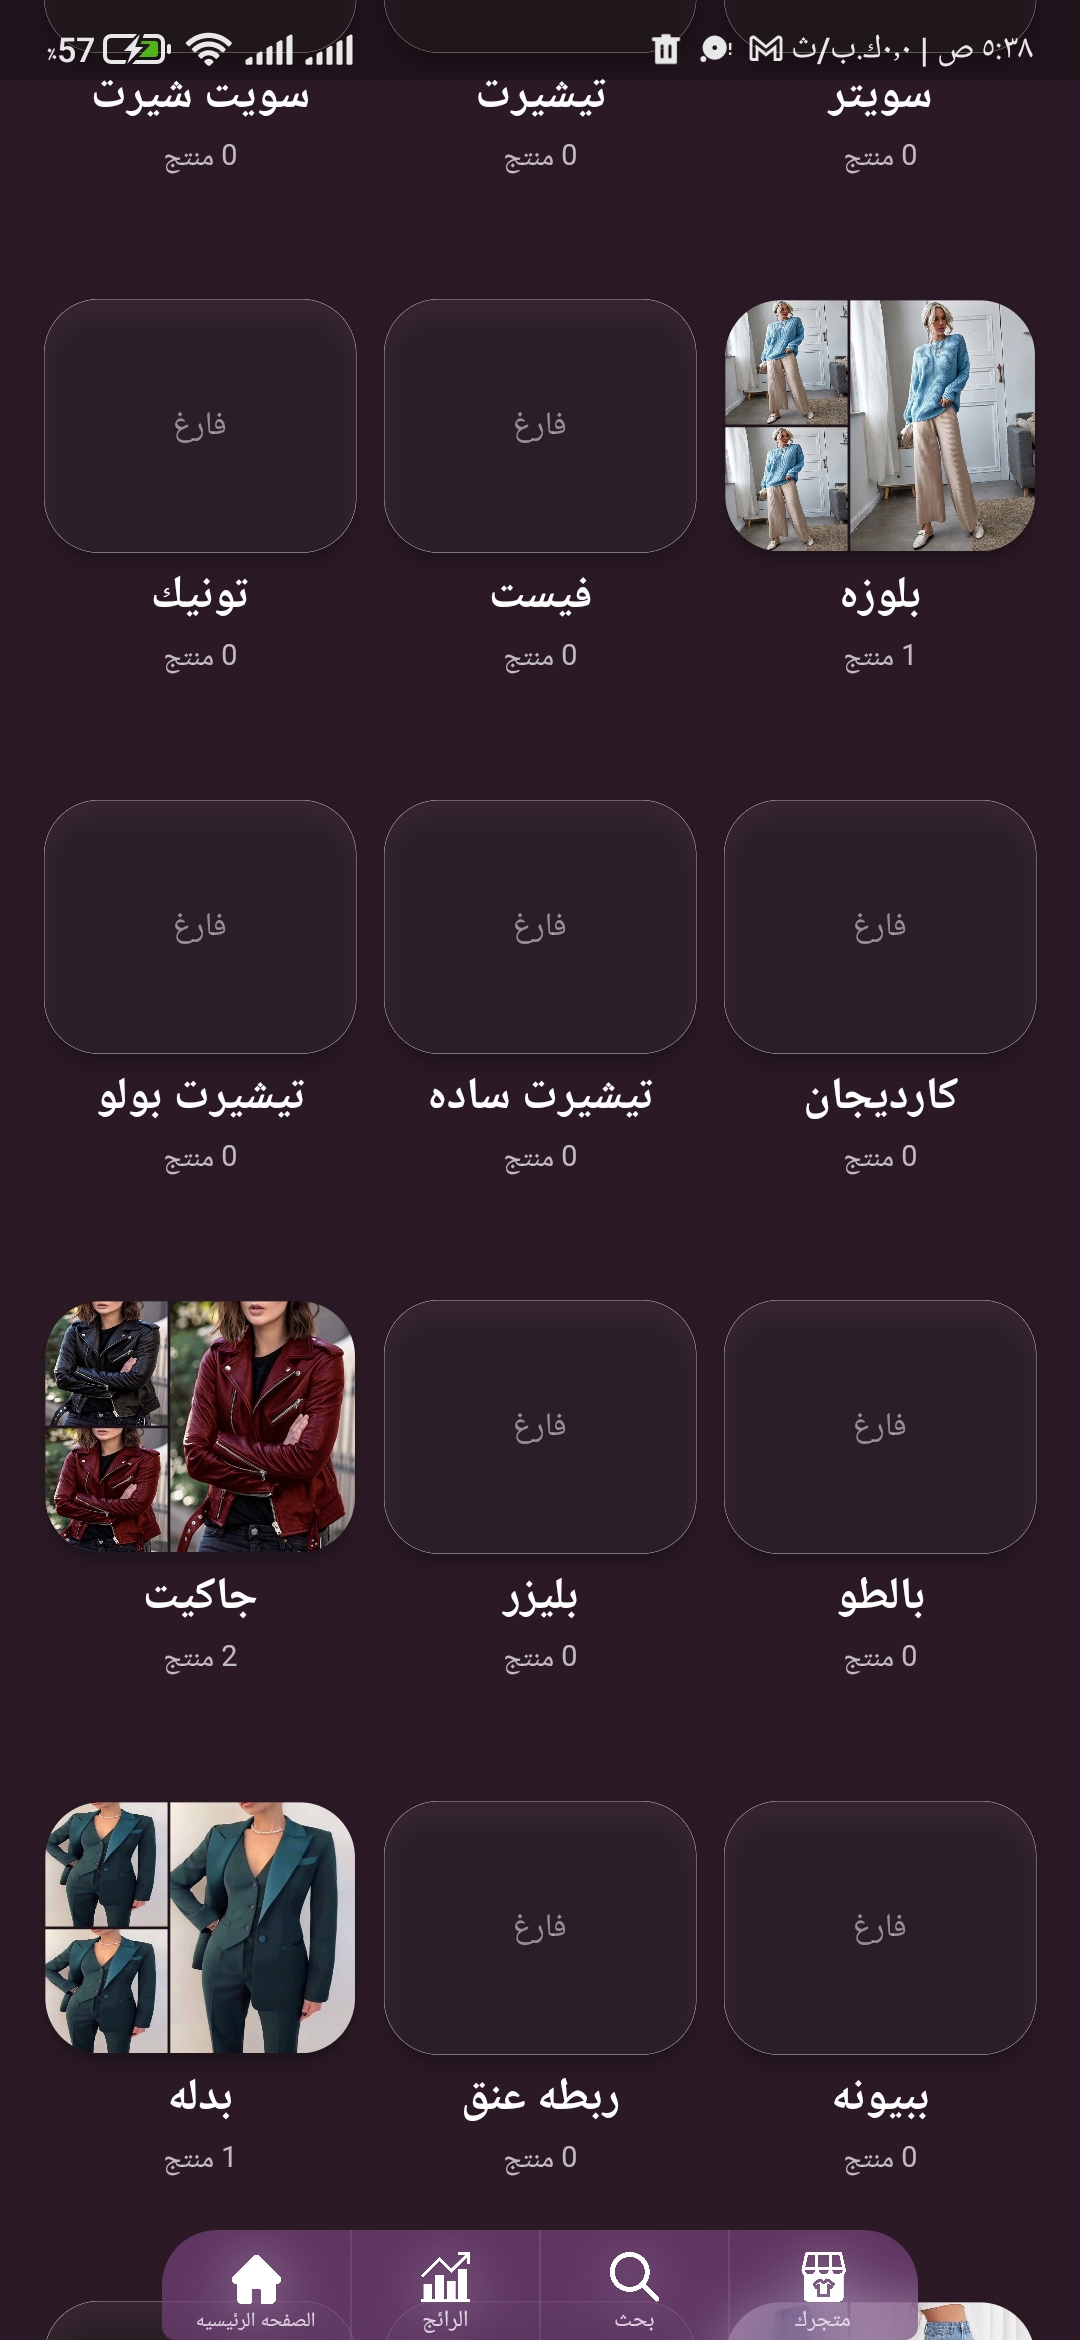 ٥:٣٨ ص | ٠,٠ك.ب/ث
57٪
سويتر
تيشيرت
سويت شيرت
0 منتج
0 منتج
0 منتج
فارغ
فارغ
بلوزه
فيست
تونيك
1 منتج
0 منتج
0 منتج
فارغ
فارغ
فارغ
كارديجان
تيشيرت ساده
تيشيرت بولو
0 منتج
0 منتج
0 منتج
فارغ
فارغ
بالطو
بليزر
جاكيت
0 منتج
0 منتج
2 منتج
فارغ
فارغ
ببيونه
ربطه عنق
بدله
0 منتج
0 منتج
1 منتج
متجرك
بحث
الرائج
الصفحه الرئيسيه